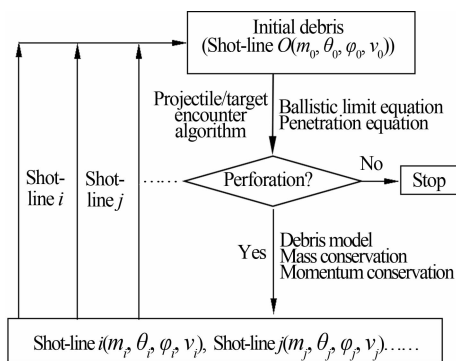 Initial debris
(Shot-line O(m₀, θ₀, φ₀, v₀))
Projectile/target
encounter
algorithm
Ballistic limit equation
Penetration equation
Shot-
line i
Shot-
line j
......
Perforation?
No
Stop
Yes
Debris model
Mass conservation
Momentum conservation
Shot-line i(mᵢ, θᵢ, φᵢ, vᵢ), Shot-line j(mⱼ, θⱼ, φⱼ, vⱼ)......